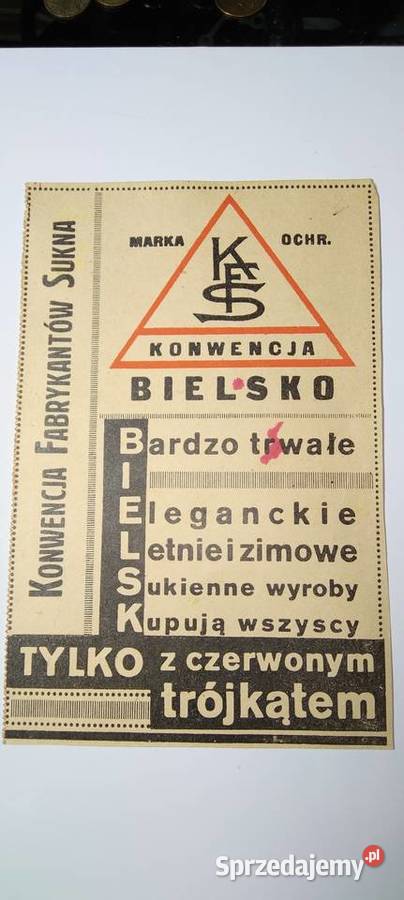 KONWENCJA FABRYKANTÓW SUKNA
MARKA OCHR.
KFS
KONWENCJA
BIELSKO
Bardzo trwałe
I
Eleganckie
Letnie i zimowe
Sukienne wyroby
Kupują wszyscy
TYLKO z czerwonym
trójkątem
Sprzedajemy.pl